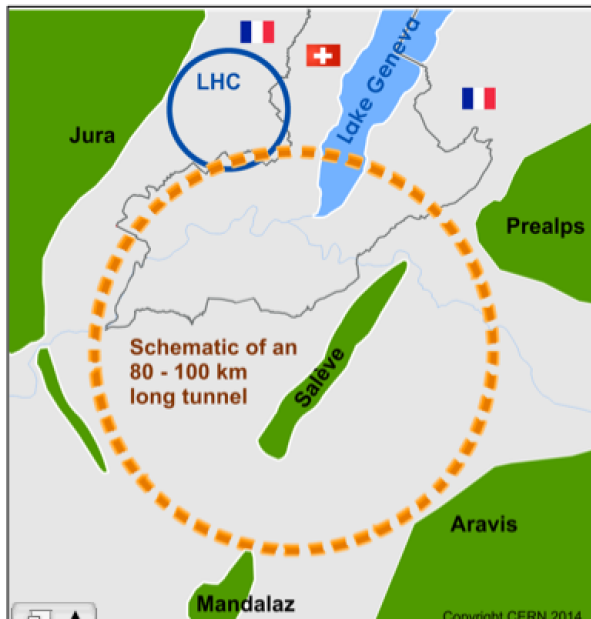 LHC
Lake Geneva
Jura
Prealps
Schematic of an
80 - 100 km
long tunnel
Salève
Aravis
Mandalaz
Copyright CERN 2014